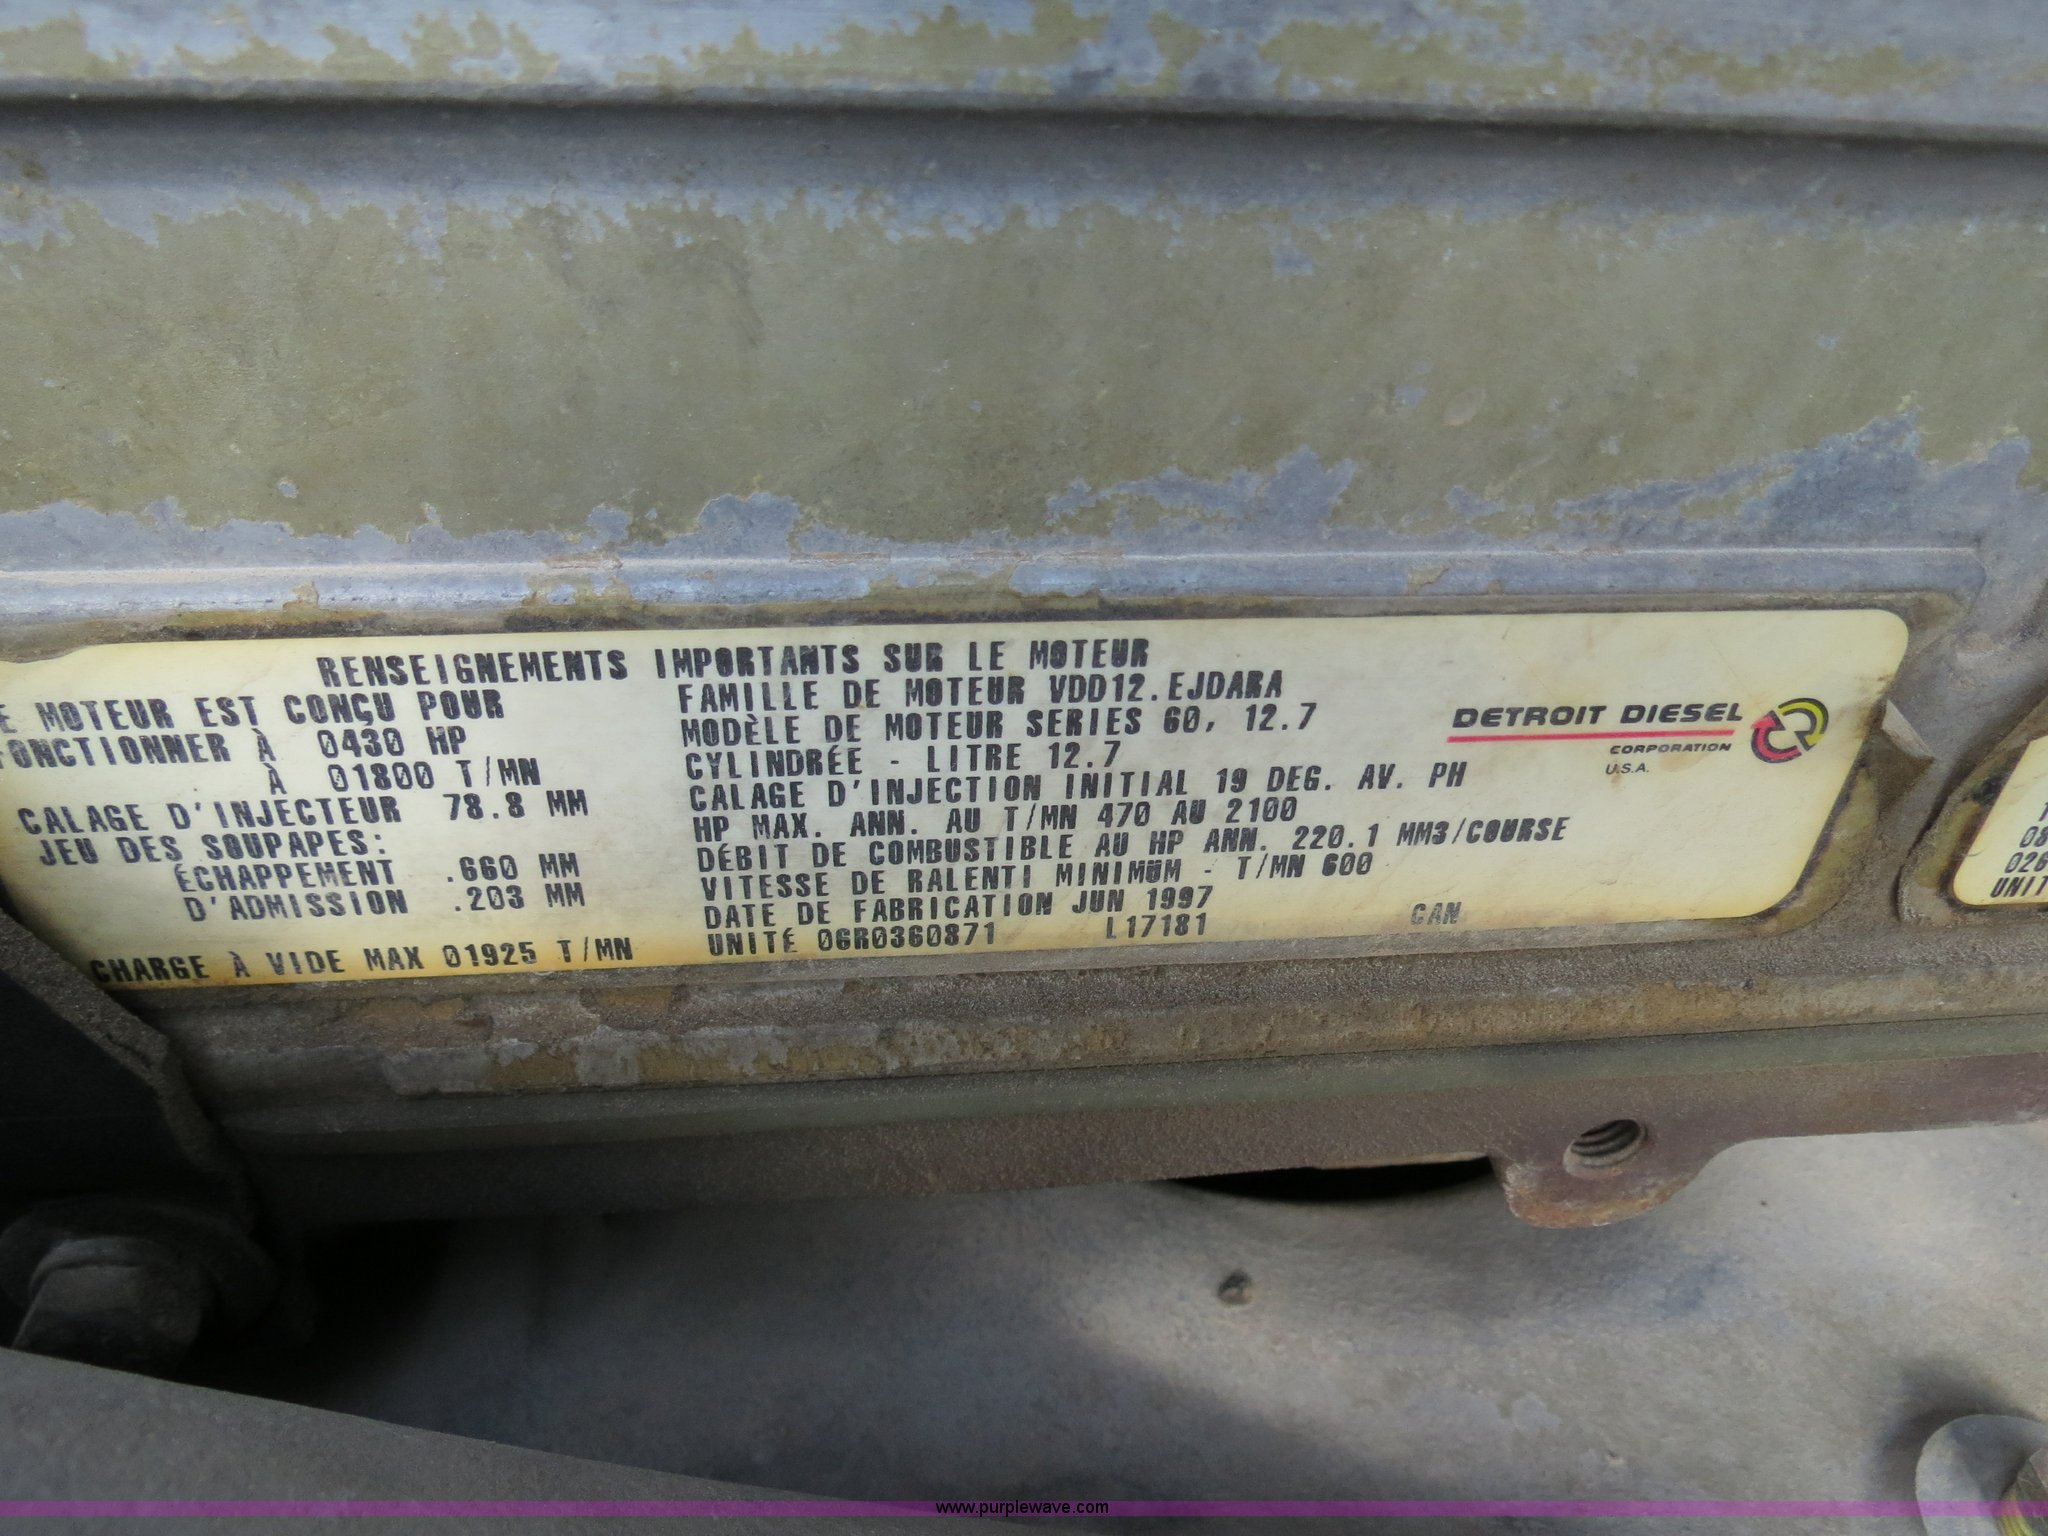 RENSEIGNEMENTS IMPORTANTS SUR LE MOTEUR
E MOTEUR EST CONÇU POUR
FONCTIONNER À 0430 HP
À 01800 T/MN
CALAGE D'INJECTEUR 78.8 MM
JEU DES SOUPAPES:
ÉCHAPPEMENT .660 MM
D'ADMISSION .203 MM
CHARGE À VIDE MAX 01925 T/MN
FAMILLE DE MOTEUR VDD12.EJDARA
MODÈLE DE MOTEUR SERIES 60, 12.7
CYLINDRÉE - LITRE 12.7
CALAGE D'INJECTION INITIAL 19 DEG. AV. PH
HP MAX. ANN. AU T/MN 470 AU 2100
DÉBIT DE COMBUSTIBLE AU HP ANN. 220.1 MM3/COURSE
VITESSE DE RALENTI MINIMUM - T/MN 600
DATE DE FABRICATION JUN 1997
UNITÉ 06R0360871 L17181 CAN
DETROIT DIESEL
CORPORATION
U.S.A.
1
08
026
UNIT
www.purplewave.com